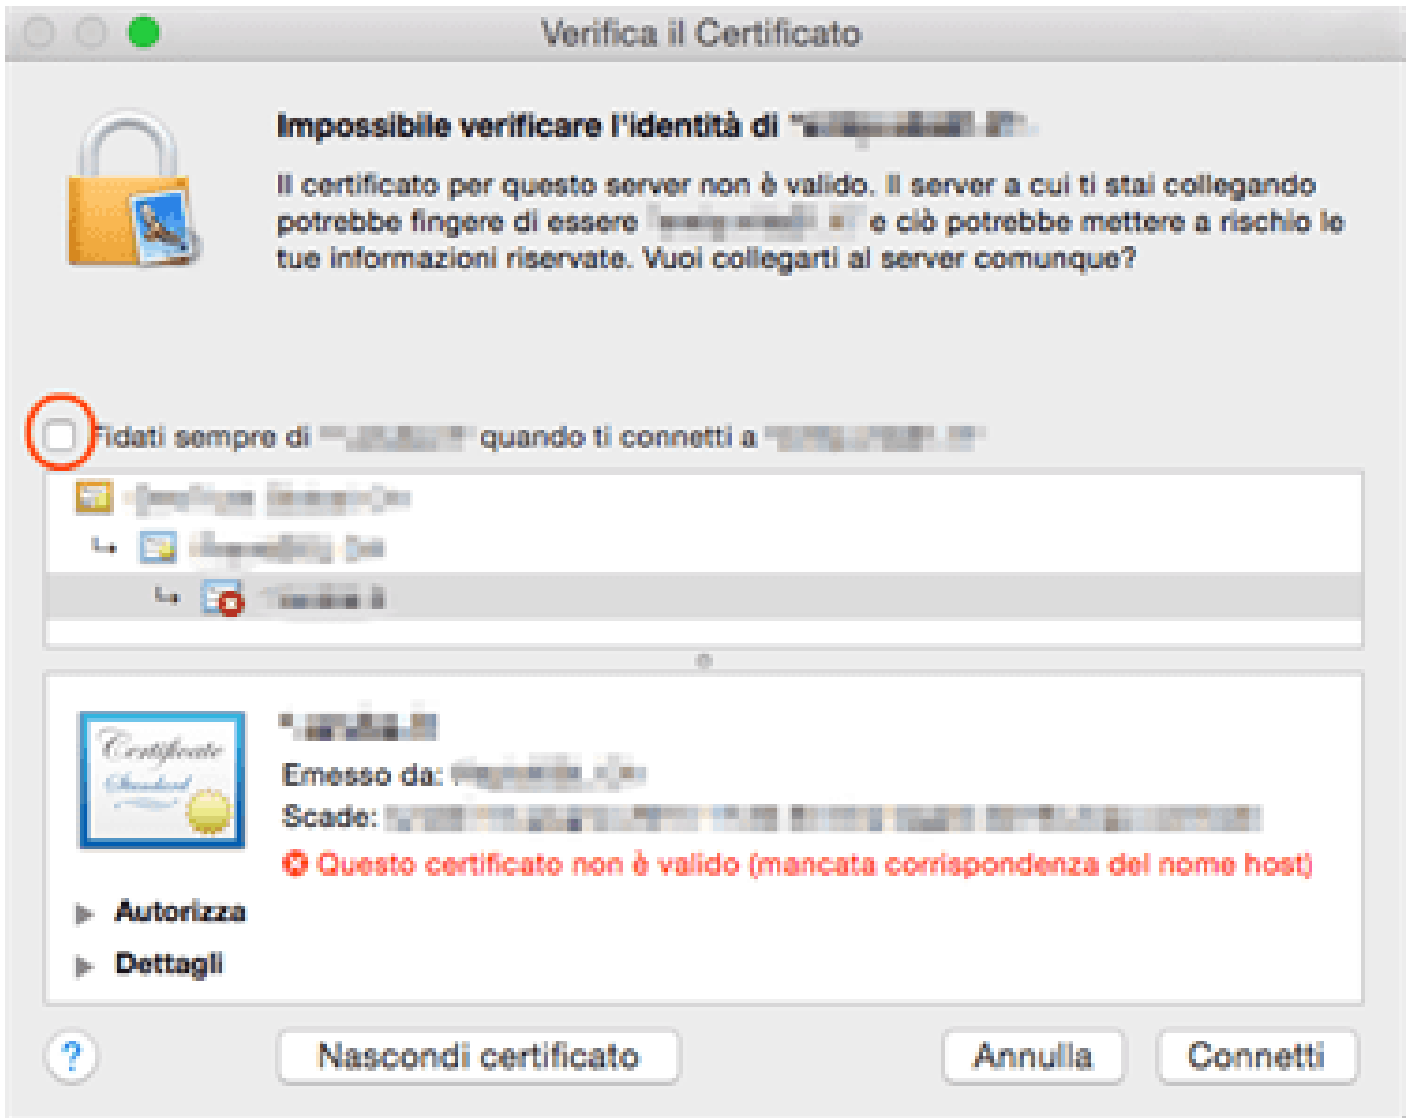 Verifica il Certificato
Impossibile verificare l'identità di
Il certificato per questo server non è valido. Il server a cui ti stai collegando
potrebbe fingere di essere e ciò potrebbe mettere a rischio le
tue informazioni riservate. Vuoi collegarti al server comunque?
Fidati sempre di quando ti connetti a
Certificate
Standard
Emesso da:
Scade:
Questo certificato non è valido (mancata corrispondenza del nome host)
Autorizza
Dettagli
?
Nascondi certificato
Annulla
Connetti